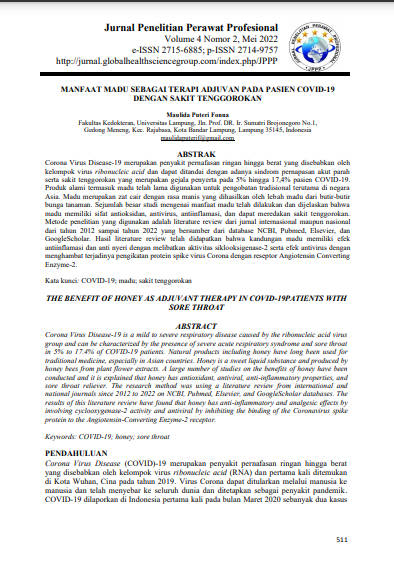 Jurnal Penelitian Perawat Profesional
Volume 4 Nomor 2, Mei 2022
e-ISSN 2715-6885; p-ISSN 2714-9757
http://jurnal.globalhealthsciencegroup.com/index.php/JPPP
MANFAAT MADU SEBAGAI TERAPI ADJUVAN PADA PASIEN COVID-19
DENGAN SAKIT TENGGOROKAN
Maulida Puteri Fonna
Fakultas Kedokteran, Universitas Lampung, Jln. Prof. DR. Ir. Sumatri Brojonegoro No.1,
Gedong Meneng, Kec. Rajabasa, Kota Bandar Lampung, Lampung 35145, Indonesia
maulidaputerif@gmail.com
ABSTRAK
Corona Virus Disease-19 merupakan penyakit pernafasan ringan hingga berat yang disebabkan oleh
kelompok virus ribonucleic acid dan dapat ditandai dengan adanya sindrom pernapasan akut parah
serta sakit tenggorokan yang merupakan gejala penyerta pada 5% hingga 17,4% pasien COVID-19.
Produk alami termasuk madu telah lama digunakan untuk pengobatan tradisional terutama di negara
Asia. Madu merupakan zat cair dengan rasa manis yang dihasilkan oleh lebah madu dari butir-butir
bunga tanaman. Sejumlah besar studi mengenai manfaat madu telah dilakukan dan dijelaskan bahwa
madu memiliki sifat antioksidan, antivirus, antiinflamasi, dan dapat meredakan sakit tenggorokan.
Metode penelitian yang digunakan adalah literature review dari jurnal internasional maupun nasional
dari tahun 2012 sampai tahun 2022 yang bersumber dari database NCBI, Pubmed, Elsevier, dan
GoogleScholar. Hasil literature review telah didapatkan bahwa kandungan madu memiliki efek
antiinflamasi dan anti nyeri dengan melibatkan aktivitas siklooksigenase-2 serta efek antivirus dengan
menghambat terjadinya pengikatan protein spike virus Corona dengan reseptor Angiotensin Converting
Enzyme-2.
Kata kunci: COVID-19; madu; sakit tenggorokan
THE BENEFIT OF HONEY AS ADJUVANT THERAPY IN COVID-19PATIENTS WITH
SORE THROAT
ABSTRACT
Corona Virus Disease-19 is a mild to severe respiratory disease caused by the ribonucleic acid virus
group and can be characterized by the presence of severe acute respiratory syndrome and sore throat
in 5% to 17.4% of COVID-19 patients. Natural products including honey have long been used for
traditional medicine, especially in Asian countries. Honey is a sweet liquid substance and produced by
honey bees from plant flower extracts. A large number of studies on the benefits of honey have been
conducted and it is explained that honey has antioxidant, antiviral, anti-inflammatory properties, and
sore throat reliever. The research method was using a literature review from international and
national journals since 2012 to 2022 on NCBI, Pubmed, Elsevier, and GoogleScholar databases. The
results of this literature review have found that honey has anti-inflammatory and analgesic effects by
involving cyclooxygenase-2 activity and antiviral by inhibiting the binding of the Coronavirus spike
protein to the Angiotensin-Converting Enzyme-2 receptor.
Keywords: COVID-19; honey; sore throat
PENDAHULUAN
Corona Virus Disease (COVID)-19 merupakan penyakit pernafasan ringan hingga berat
yang disebabkan oleh kelompok virus ribonucleic acid (RNA) dan pertama kali ditemukan
di Kota Wuhan, Cina pada tahun 2019. Virus Corona dapat ditularkan melalui manusia ke
manusia dan telah menyebar ke seluruh dunia dan ditetapkan sebagai penyakit pandemik.
COVID-19 dilaporkan di Indonesia pertama kali pada bulan Maret 2020 sebanyak dua kasus
511